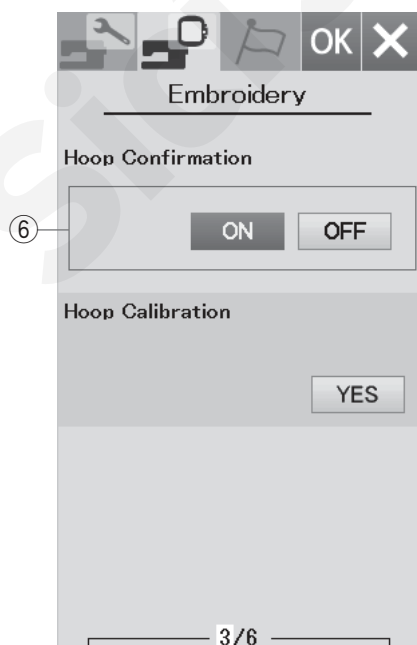 OK
Embroidery
Hoop Confirmation
⑥
ON OFF
Hoop Calibration
YES
3/6